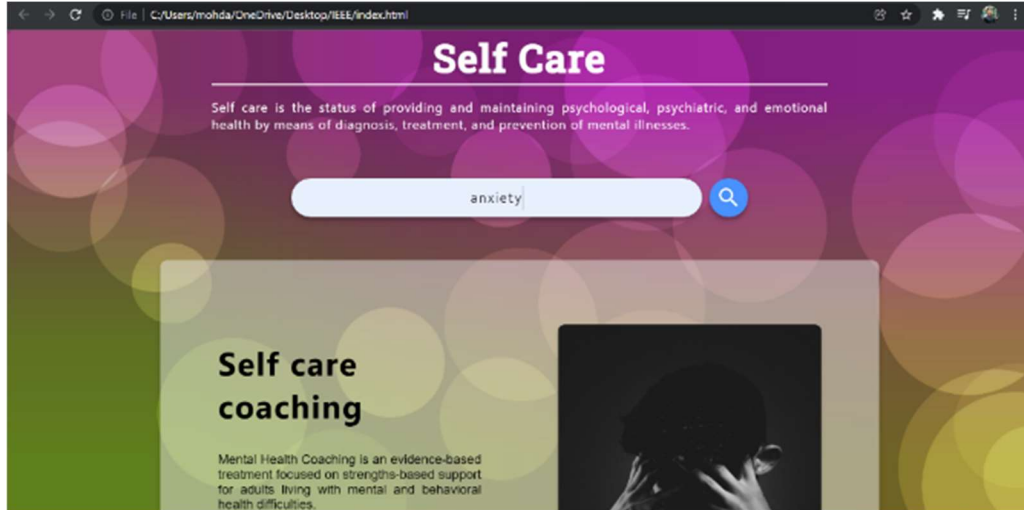 File | C:/Users/mohda/OneDrive/Desktop/IEEE/index.html
Self Care
Self care is the status of providing and maintaining psychological, psychiatric, and emotional
health by means of diagnosis, treatment, and prevention of mental illnesses.
anxiety
Self care
coaching
Mental Health Coaching is an evidence-based
treatment focused on strengths-based support
for adults living with mental and behavioral
health difficulties.